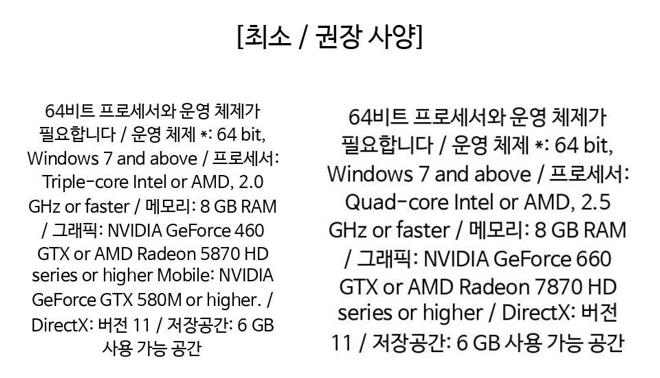 [최소 / 권장 사양]
64비트 프로세서와 운영 체제가
필요합니다 / 운영 체제 *: 64 bit,
Windows 7 and above / 프로세서:
Triple-core Intel or AMD, 2.0
GHz or faster / 메모리: 8 GB RAM
/ 그래픽: NVIDIA GeForce 460
GTX or AMD Radeon 5870 HD
series or higher Mobile: NVIDIA
GeForce GTX 580M or higher. /
DirectX: 버전 11 / 저장공간: 6 GB
사용 가능 공간
64비트 프로세서와 운영 체제가
필요합니다 / 운영 체제 *: 64 bit,
Windows 7 and above / 프로세서:
Quad-core Intel or AMD, 2.5
GHz or faster / 메모리: 8 GB RAM
/ 그래픽: NVIDIA GeForce 660
GTX or AMD Radeon 7870 HD
series or higher / DirectX: 버전
11 / 저장공간: 6 GB 사용 가능 공간